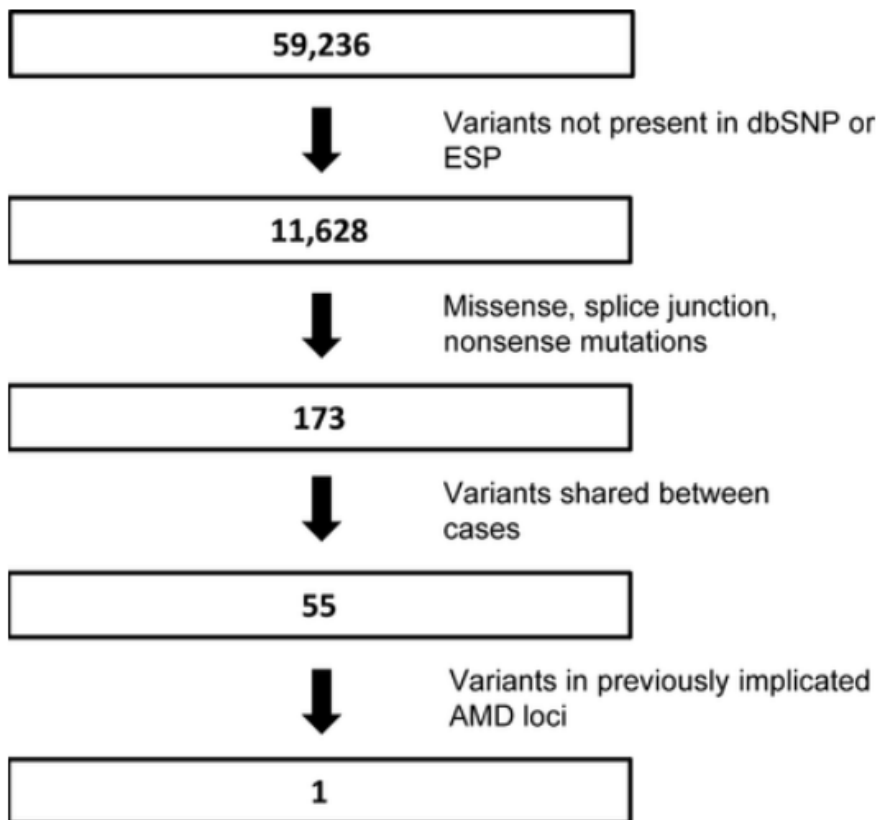 59,236
Variants not present in dbSNP or
ESP
11,628
Missense, splice junction,
nonsense mutations
173
Variants shared between
cases
55
Variants in previously implicated
AMD loci
1